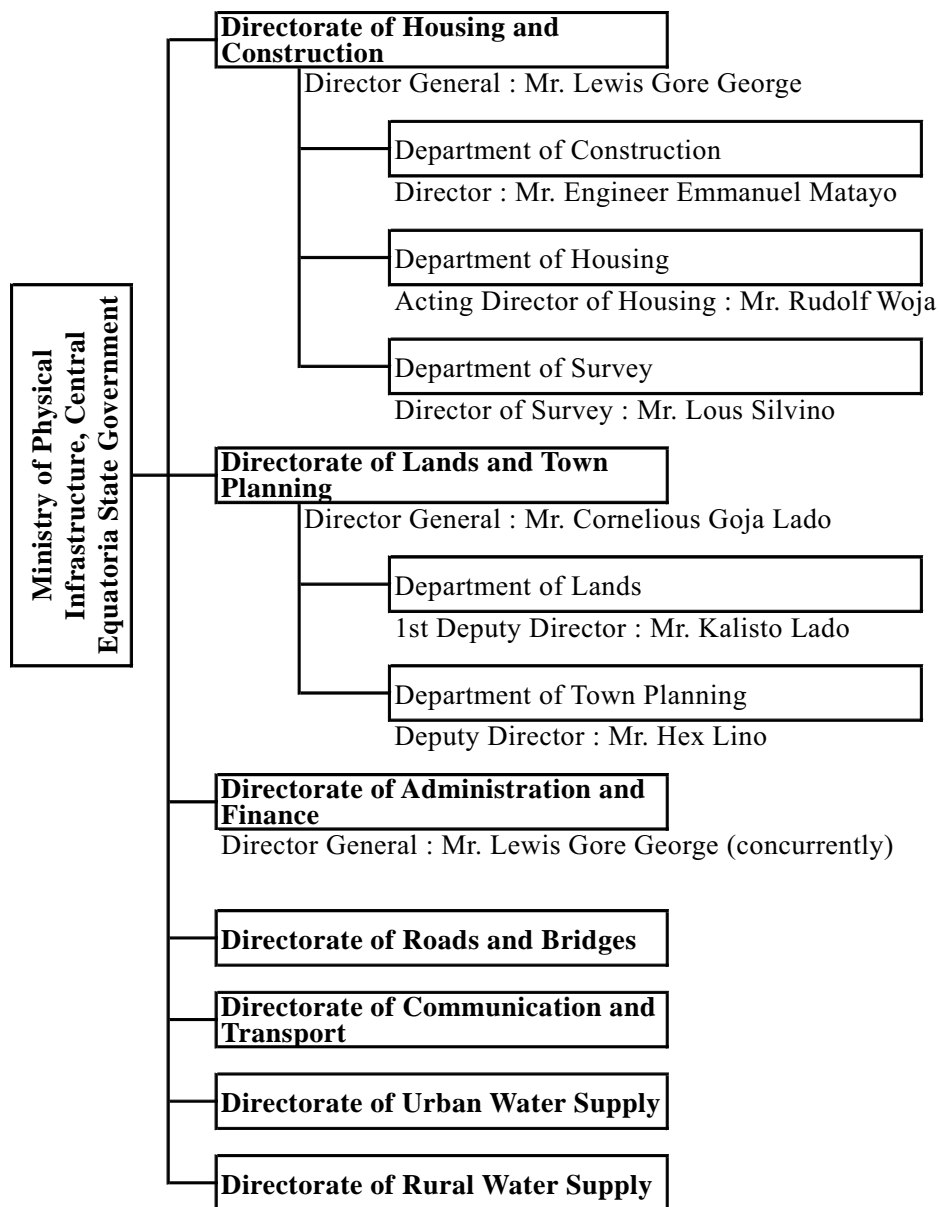 Ministry of Physical
Infrastructure, Central
Equatoria State Government
Directorate of Housing and
Construction
Director General : Mr. Lewis Gore George
Department of Construction
Director : Mr. Engineer Emmanuel Matayo
Department of Housing
Acting Director of Housing : Mr. Rudolf Woja
Department of Survey
Director of Survey : Mr. Lous Silvino
Directorate of Lands and Town
Planning
Director General : Mr. Cornelious Goja Lado
Department of Lands
1st Deputy Director : Mr. Kalisto Lado
Department of Town Planning
Deputy Director : Mr. Hex Lino
Directorate of Administration and
Finance
Director General : Mr. Lewis Gore George (concurrently)
Directorate of Roads and Bridges
Directorate of Communication and
Transport
Directorate of Urban Water Supply
Directorate of Rural Water Supply